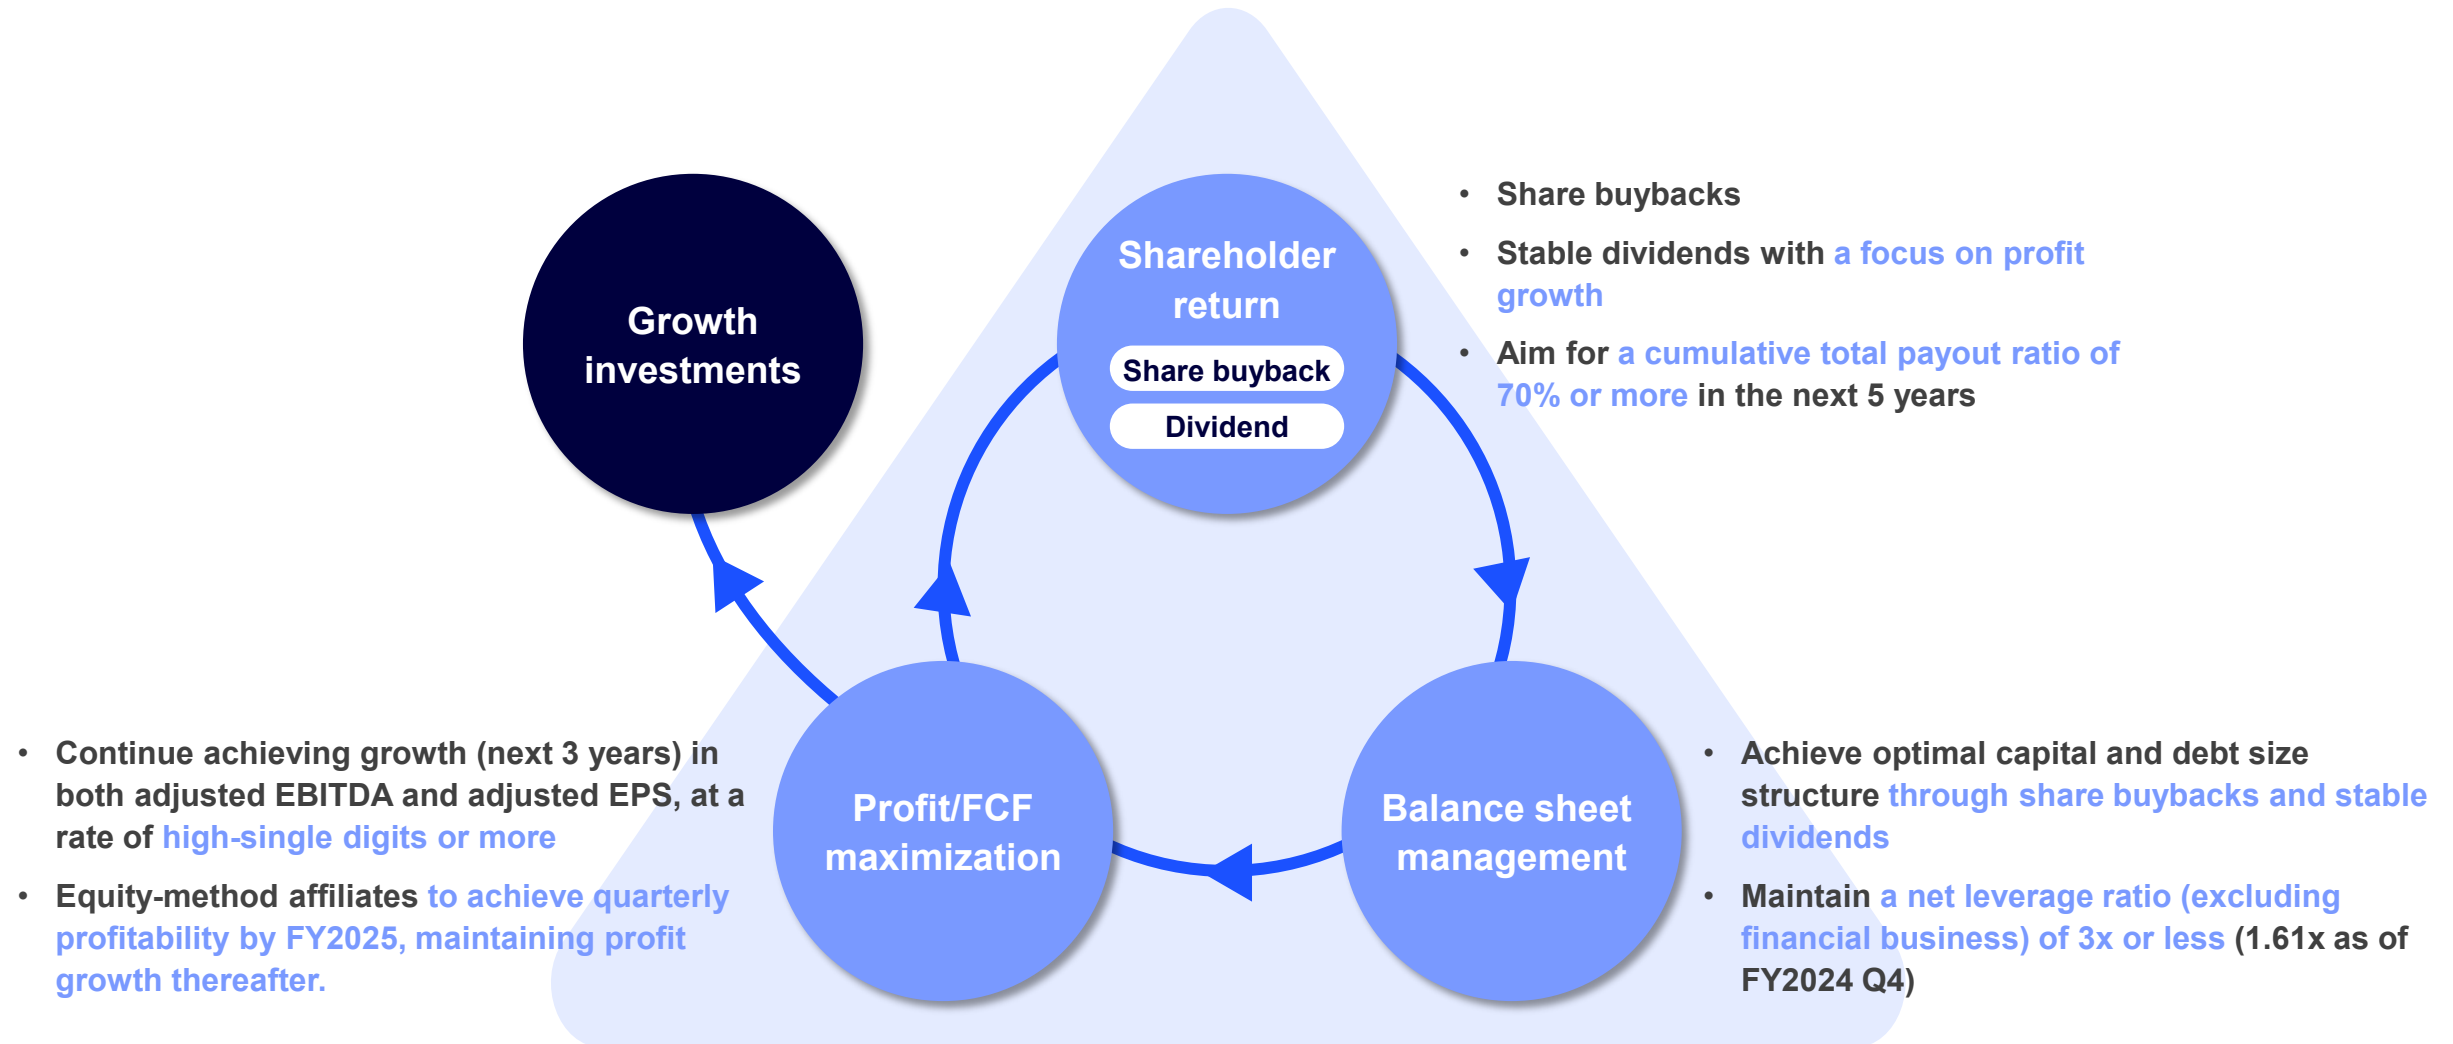 Growth
investments
Shareholder
return
Share buyback
Dividend
• Share buybacks
• Stable dividends with a focus on profit
growth
• Aim for a cumulative total payout ratio of
70% or more in the next 5 years
• Continue achieving growth (next 3 years) in
both adjusted EBITDA and adjusted EPS, at a
rate of high-single digits or more
• Equity-method affiliates to achieve quarterly
profitability by FY2025, maintaining profit
growth thereafter.
Profit/FCF
maximization
Balance sheet
management
• Achieve optimal capital and debt size
structure through share buybacks and stable
dividends
• Maintain a net leverage ratio (excluding
financial business) of 3x or less (1.61x as of
FY2024 Q4)